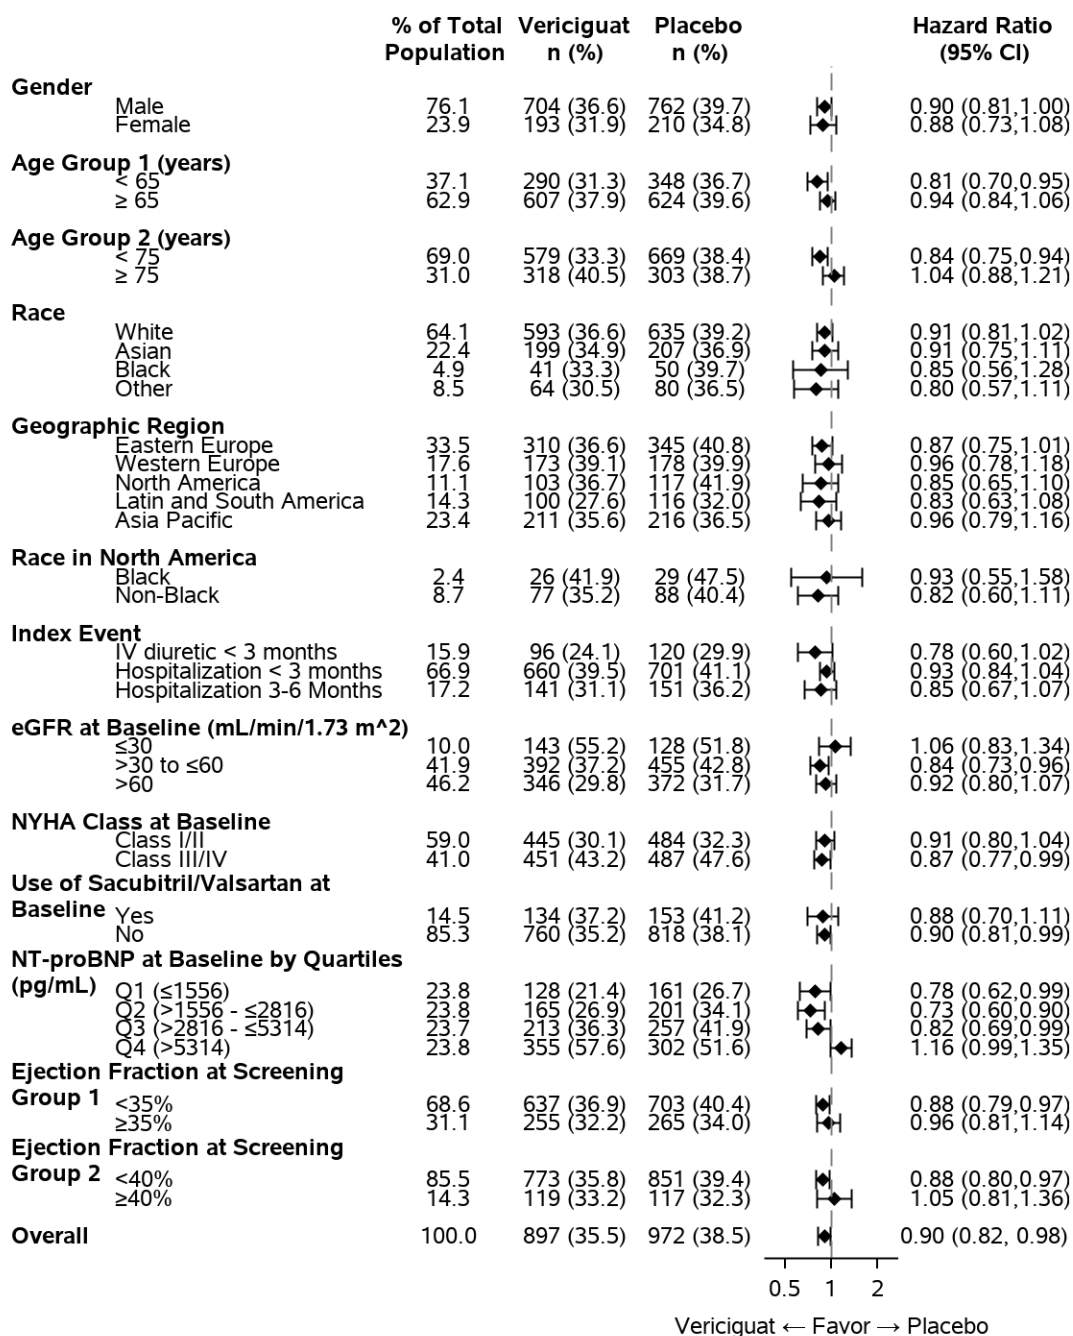 % of Total Vericiguat Placebo Hazard Ratio
Population n (%) n (%) (95% CI)
Gender
Male 76.1 704 (36.6) 762 (39.7) 0.90 (0.81,1.00)
Female 23.9 193 (31.9) 210 (34.8) 0.88 (0.73,1.08)
Age Group 1 (years)
< 65 37.1 290 (31.3) 348 (36.7) 0.81 (0.70,0.95)
≥ 65 62.9 607 (37.9) 624 (39.6) 0.94 (0.84,1.06)
Age Group 2 (years)
< 75 69.0 579 (33.3) 669 (38.4) 0.84 (0.75,0.94)
≥ 75 31.0 318 (40.5) 303 (38.7) 1.04 (0.88,1.21)
Race
White 64.1 593 (36.6) 635 (39.2) 0.91 (0.81,1.02)
Asian 22.4 199 (34.9) 207 (36.9) 0.91 (0.75,1.11)
Black 4.9 41 (33.3) 50 (39.7) 0.85 (0.56,1.28)
Other 8.5 64 (30.5) 80 (36.5) 0.80 (0.57,1.11)
Geographic Region
Eastern Europe 33.5 310 (36.6) 345 (40.8) 0.87 (0.75,1.01)
Western Europe 17.6 173 (39.1) 178 (39.9) 0.96 (0.78,1.18)
North America 11.1 103 (36.7) 117 (41.9) 0.85 (0.65,1.10)
Latin and South America 14.3 100 (27.6) 116 (32.0) 0.83 (0.63,1.08)
Asia Pacific 23.4 211 (35.6) 216 (36.5) 0.96 (0.79,1.16)
Race in North America
Black 2.4 26 (41.9) 29 (47.5) 0.93 (0.55,1.58)
Non-Black 8.7 77 (35.2) 88 (40.4) 0.82 (0.60,1.11)
Index Event
IV diuretic < 3 months 15.9 96 (24.1) 120 (29.9) 0.78 (0.60,1.02)
Hospitalization < 3 months 66.9 660 (39.5) 701 (41.1) 0.93 (0.84,1.04)
Hospitalization 3-6 Months 17.2 141 (31.1) 151 (36.2) 0.85 (0.67,1.07)
eGFR at Baseline (mL/min/1.73 m^2)
≤30 10.0 143 (55.2) 128 (51.8) 1.06 (0.83,1.34)
>30 to ≤60 41.9 392 (37.2) 455 (42.8) 0.84 (0.73,0.96)
>60 46.2 346 (29.8) 372 (31.7) 0.92 (0.80,1.07)
NYHA Class at Baseline
Class I/II 59.0 445 (30.1) 484 (32.3) 0.91 (0.80,1.04)
Class III/IV 41.0 451 (43.2) 487 (47.6) 0.87 (0.77,0.99)
Use of Sacubitril/Valsartan at
Baseline Yes 14.5 134 (37.2) 153 (41.2) 0.88 (0.70,1.11)
No 85.3 760 (35.2) 818 (38.1) 0.90 (0.81,0.99)
NT-proBNP at Baseline by Quartiles
(pg/mL) Q1 (≤1556) 23.8 128 (21.4) 161 (26.7) 0.78 (0.62,0.99)
Q2 (>1556 - ≤2816) 23.8 165 (26.9) 201 (34.1) 0.73 (0.60,0.90)
Q3 (>2816 - ≤5314) 23.7 213 (36.3) 257 (41.9) 0.82 (0.69,0.99)
Q4 (>5314) 23.8 355 (57.6) 302 (51.6) 1.16 (0.99,1.35)
Ejection Fraction at Screening
Group 1 <35% 68.6 637 (36.9) 703 (40.4) 0.88 (0.79,0.97)
≥35% 31.1 255 (32.2) 265 (34.0) 0.96 (0.81,1.14)
Ejection Fraction at Screening
Group 2 <40% 85.5 773 (35.8) 851 (39.4) 0.88 (0.80,0.97)
≥40% 14.3 119 (33.2) 117 (32.3) 1.05 (0.81,1.36)
Overall 100.0 897 (35.5) 972 (38.5) 0.90 (0.82, 0.98)
0.5 1 2
Vericiguat ← Favor → Placebo